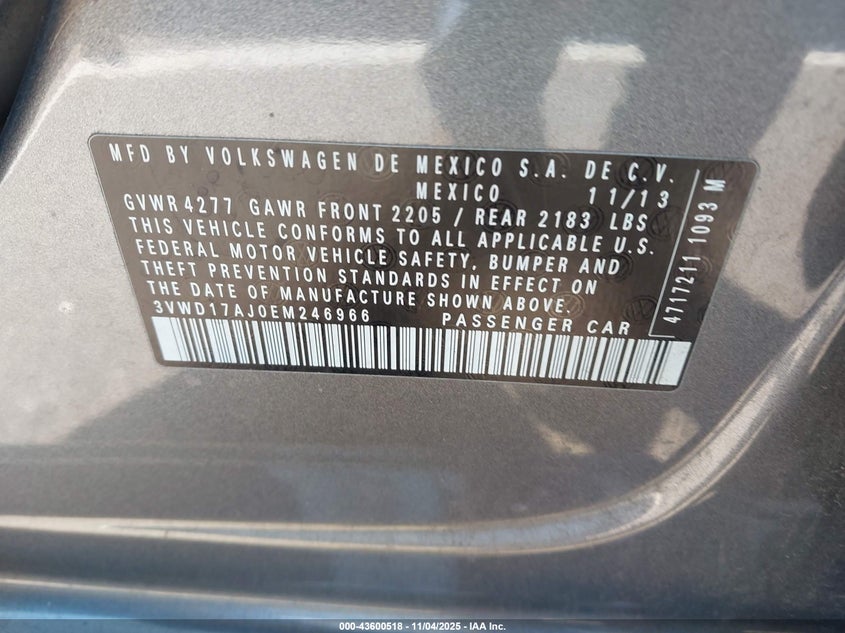 MFD BY VOLKSWAGEN DE MEXICO S.A. DE C.V.
MEXICO 11/13
GVWR 4277 GAWR FRONT 2205 / REAR 2183 LBS
THIS VEHICLE CONFORMS TO ALL APPLICABLE U.S.
FEDERAL MOTOR VEHICLE SAFETY, BUMPER AND
THEFT PREVENTION STANDARDS IN EFFECT ON
THE DATE OF MANUFACTURE SHOWN ABOVE.
3VWD17AJ0EM246966 PASSENGER CAR
4717211 1093 M
000-43600518 - 11/04/2025 - IAA Inc.